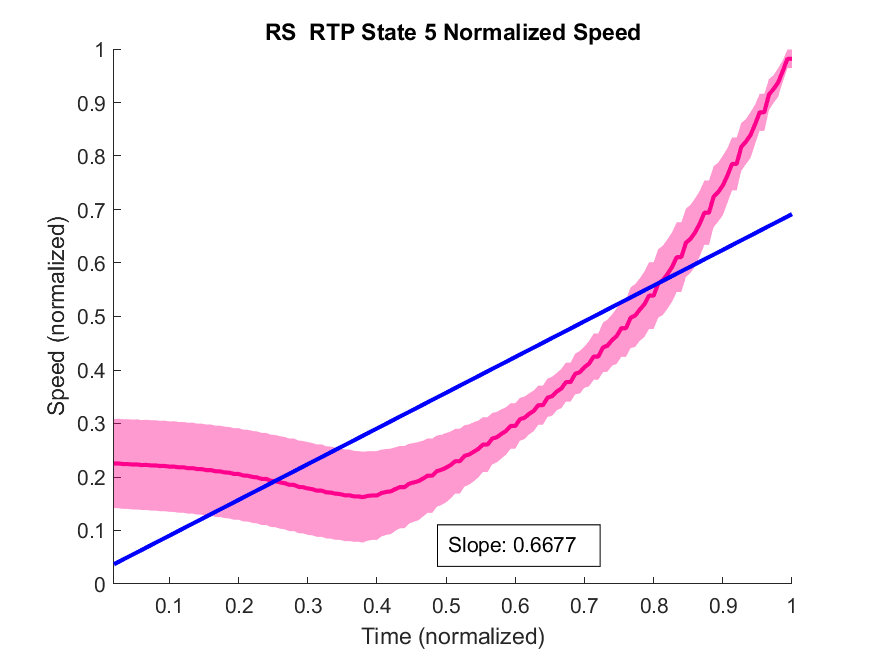 RS  RTP State 5 Normalized Speed
1
0.9
0.8
0.7
0.6
0.5
0.4
0.3
0.2
0.1
0
Speed (normalized)
Slope: 0.6677
0.1 0.2 0.3 0.4 0.5 0.6 0.7 0.8 0.9 1
Time (normalized)